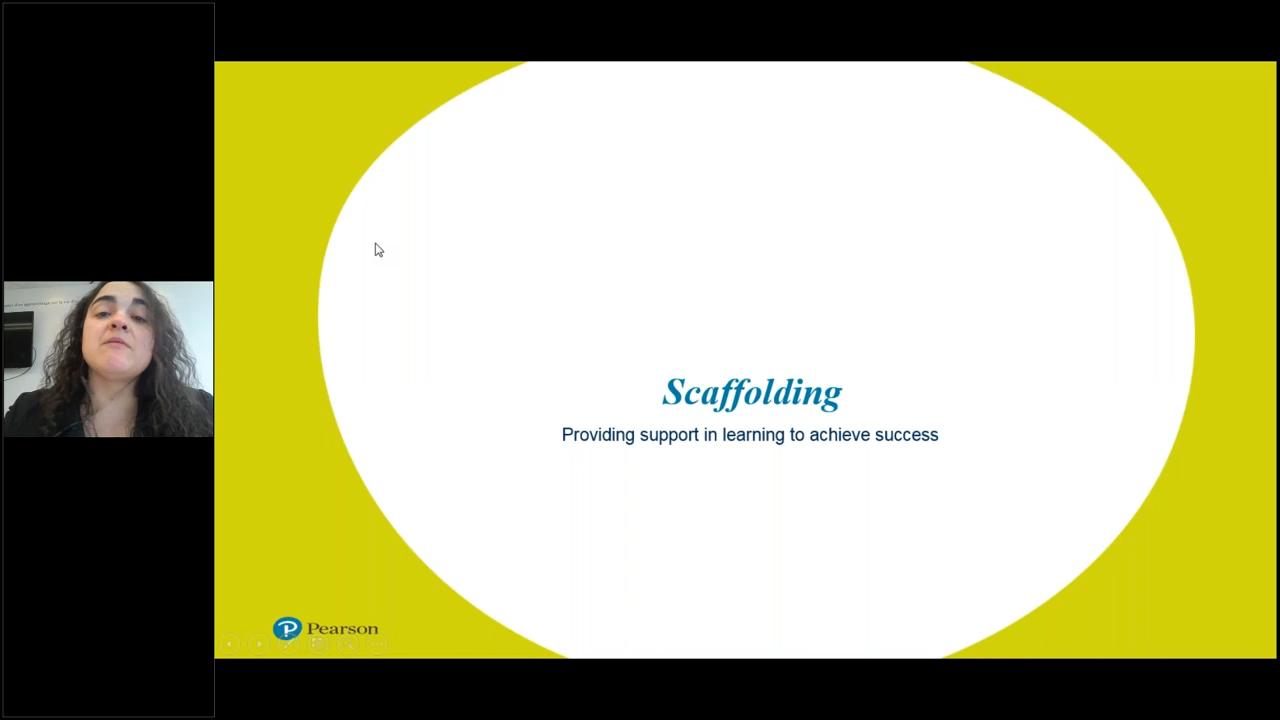 Scaffolding
Providing support in learning to achieve success
Pearson